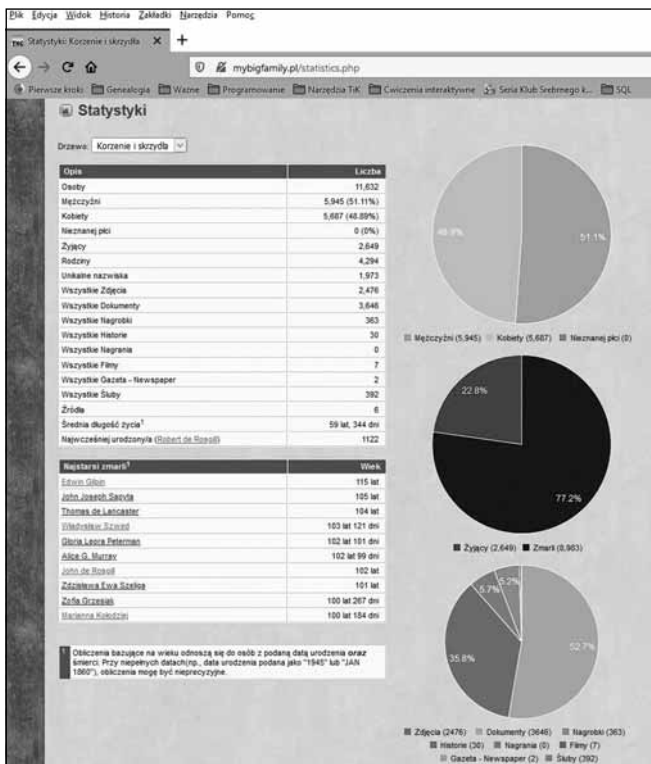 Plik Edycja Widok Historia Zakładki Narzędzia Pomoc
TNG Statystyki: Korzenie i skrzydła × +
mybigfamily.pl/statistics.php
Pierwsze kroki Genealogia Ważne Programowanie Narzędzia TiK Ćwiczenia interaktywne Seria Klub Srebrnego k... SQL
Statystyki
Drzewo: Korzenie i skrzydła
Opis Liczba
Osoby 11,632
Mężczyźni 5,945 (51.11%)
Kobiety 5,687 (48.89%)
Nieznanej płci 0 (0%)
Żyjący 2,649
Rodziny 4,294
Unikalne nazwiska 1,973
Wszystkie Zdjęcia 2,476
Wszystkie Dokumenty 3,646
Wszystkie Nagrobki 363
Wszystkie Historie 30
Wszystkie Nagrania 0
Wszystkie Filmy 7
Wszystkie Gazeta - Newspaper 2
Wszystkie Śluby 392
Źródła 6
Średnia długość życia1 59 lat, 344 dni
Najwcześniej urodzony/a (Robert de Rosgill) 1122
Najstarsi zmarli1 Wiek
Edwin Gilpin 115 lat
John Joseph Sapyta 105 lat
Thomas de Lancaster 104 lat
Władysław Szwed 103 lat 121 dni
Gloria Leora Peterman 102 lat 101 dni
Alice G. Murray 102 lat 99 dni
John de Rosgill 102 lat
Zdzisława Ewa Szeliga 101 lat
Zofia Grzesiak 100 lat 267 dni
Marianna Kołodziej 100 lat 184 dni
1 Obliczenia bazujące na wieku odnoszą się do osób z podaną datą urodzenia oraz
śmierci. Przy niepełnych datach(np., data urodzenia podana jako "1945" lub "JAN
1860"), obliczenia mogę być nieprecyzyjne.
48.9% 51.1%
Mężczyźni (5,945) Kobiety (5,687) Nieznanej płci (0)
22.8%
77.2%
Żyjący (2,649) Zmarli (8,983)
5.7% 5.2%
35.8% 52.7%
Zdjęcia (2476) Dokumenty (3646) Nagrobki (363)
Historie (30) Nagrania (0) Filmy (7)
Gazeta - Newspaper (2) Śluby (392)